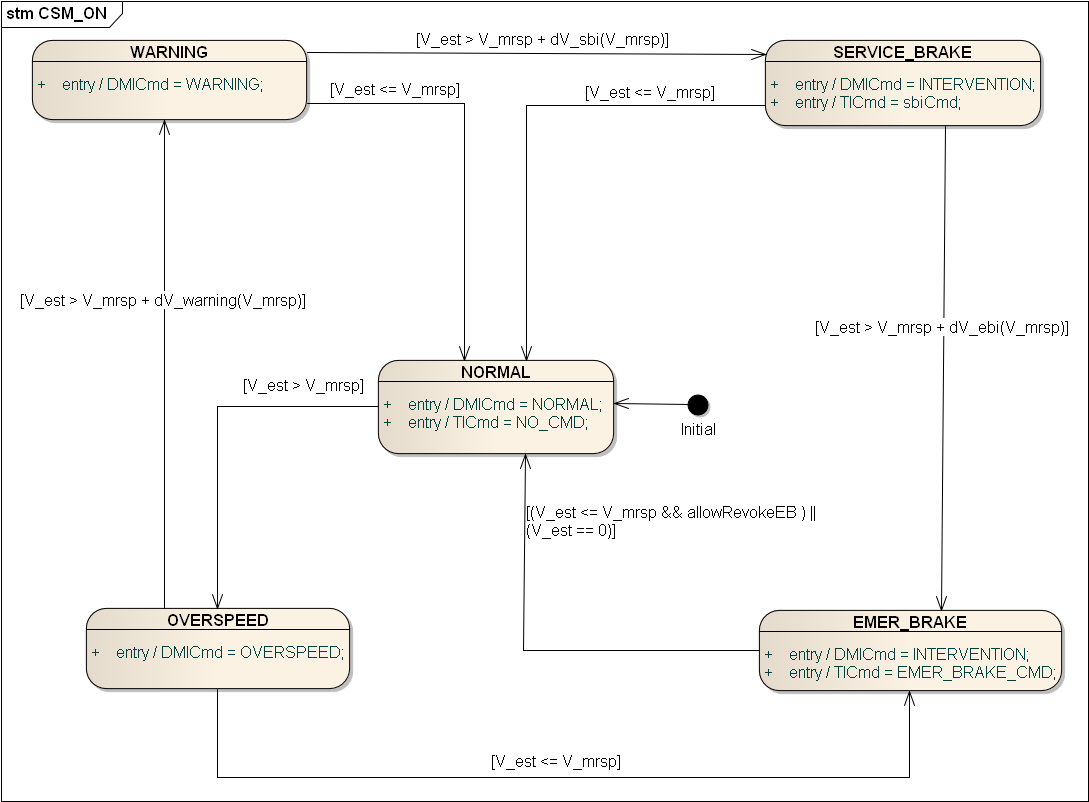 stm CSM_ON
WARNING
+ entry / DMICmd = WARNING;
[V_est > V_mrsp + dV_sbi(V_mrsp)]
[V_est <= V_mrsp]
SERVICE_BRAKE
+ entry / DMICmd = INTERVENTION;
+ entry / TICmd = sbiCmd;
[V_est <= V_mrsp]
[V_est > V_mrsp + dV_warning(V_mrsp)]
[V_est > V_mrsp + dV_ebi(V_mrsp)]
[V_est > V_mrsp]
NORMAL
+ entry / DMICmd = NORMAL;
+ entry / TICmd = NO_CMD;
Initial
[(V_est <= V_mrsp && allowRevokeEB ) ||
(V_est == 0)]
OVERSPEED
+ entry / DMICmd = OVERSPEED;
EMER_BRAKE
+ entry / DMICmd = INTERVENTION;
+ entry / TICmd = EMER_BRAKE_CMD;
[V_est <= V_mrsp]